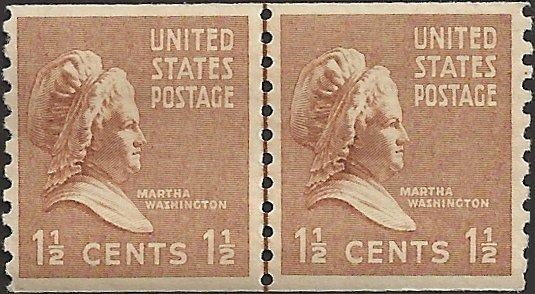 UNITED
STATES
POSTAGE
MARTHA
WASHINGTON
1½ CENTS 1½
UNITED
STATES
POSTAGE
MARTHA
WASHINGTON
1½ CENTS 1½